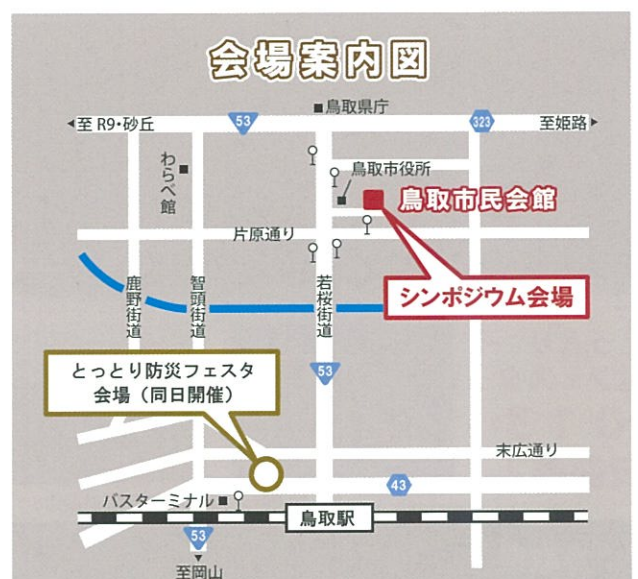 会場案内図
鳥取県庁
至 R9・砂丘
53
323
至姫路
わらべ館
鳥取市役所
鳥取市民会館
片原通り
シンポジウム会場
鹿野街道
智頭街道
若桜街道
とっとり防災フェスタ
会場（同日開催）
53
末広通り
43
バスターミナル
鳥取駅
53
至岡山